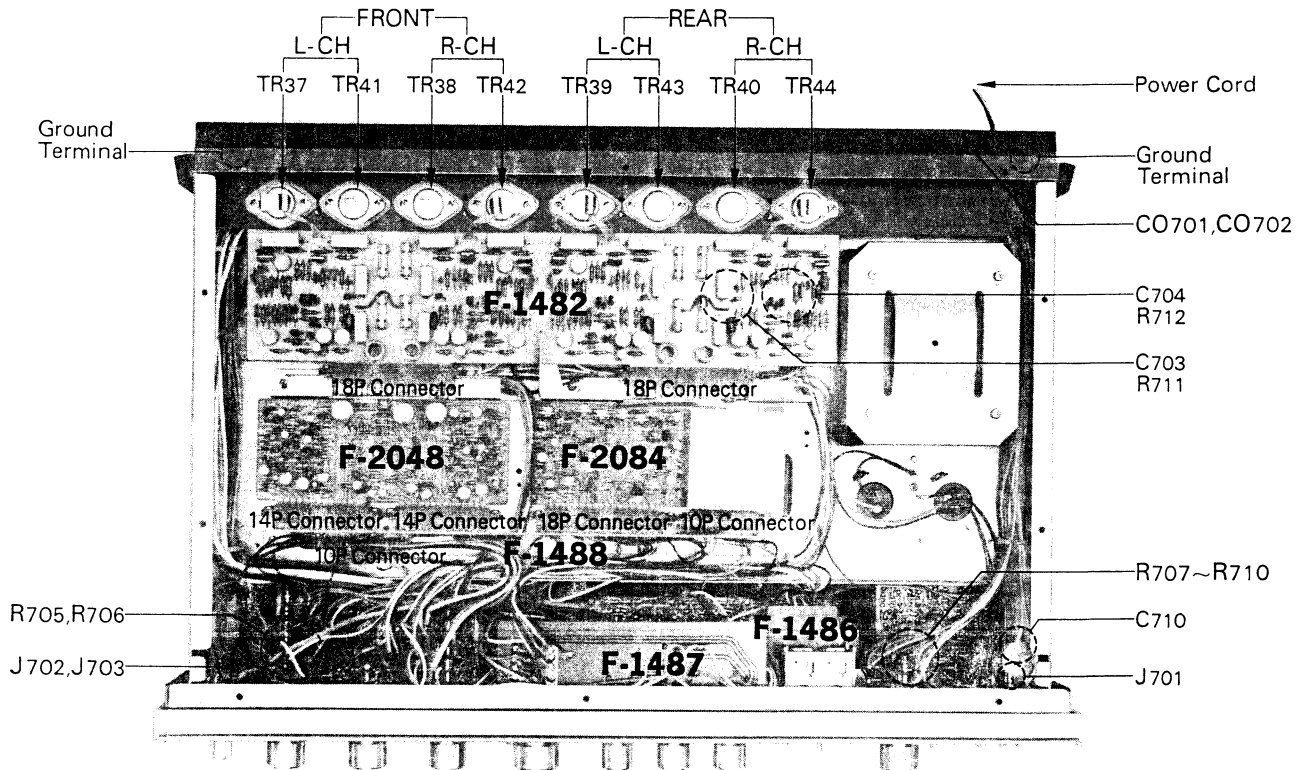 FRONT REAR
L-CH R-CH L-CH R-CH
TR37 TR41 TR38 TR42 TR39 TR43 TR40 TR44
Power Cord
Ground
Terminal
Ground
Terminal
CO701,CO702
F-1482
C704
R712
C703
R711
18P Connector 18P Connector
F-2048 F-2084
14P Connector 14P Connector 18P Connector 10P Connector
10P Connector F-1488
R707~R710
R705,R706
F-1486
C710
J702,J703
F-1487
J701